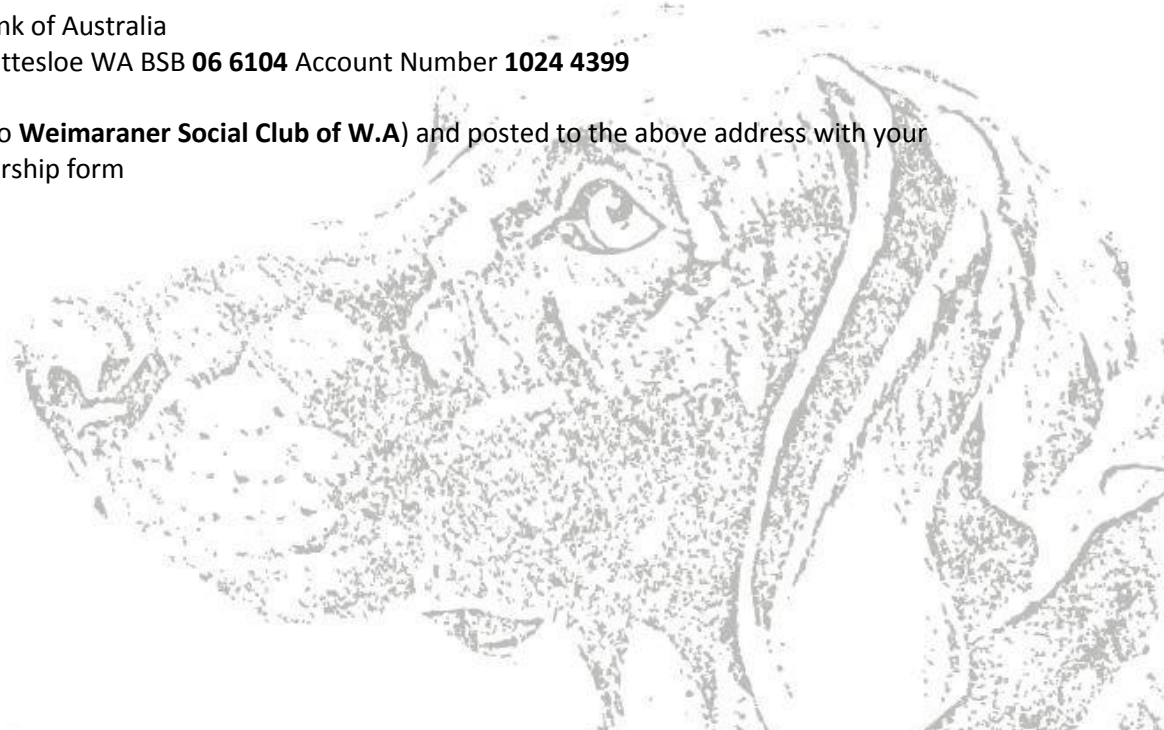 nk of Australia
ttesloe WA BSB 06 6104 Account Number 1024 4399
o Weimaraner Social Club of W.A) and posted to the above address with your
rship form